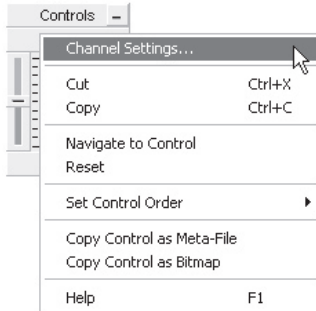 Controls
Channel Settings...
Cut Ctrl+X
Copy Ctrl+C
Navigate to Control
Reset
Set Control Order
Copy Control as Meta-File
Copy Control as Bitmap
Help F1